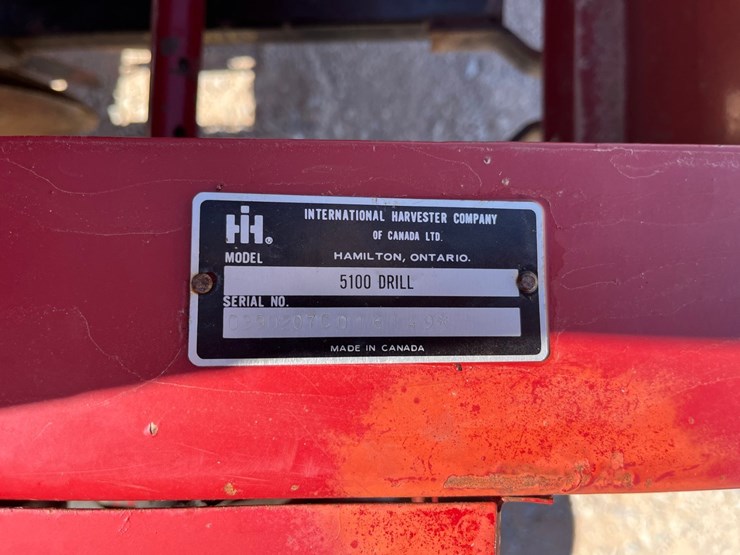 IH®
INTERNATIONAL HARVESTER COMPANY
OF CANADA LTD.
MODEL
HAMILTON, ONTARIO.
5100 DRILL
SERIAL NO.
MADE IN CANADA